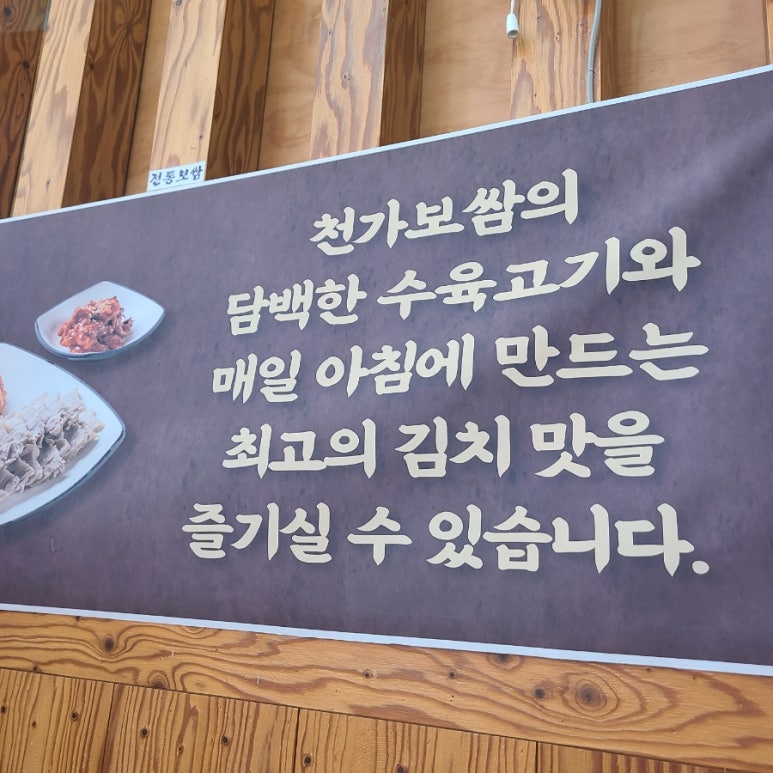 전통보쌈
천가보쌈의
담백한 수육고기와
매일 아침에 만드는
최고의 김치 맛을
즐기실 수 있습니다.